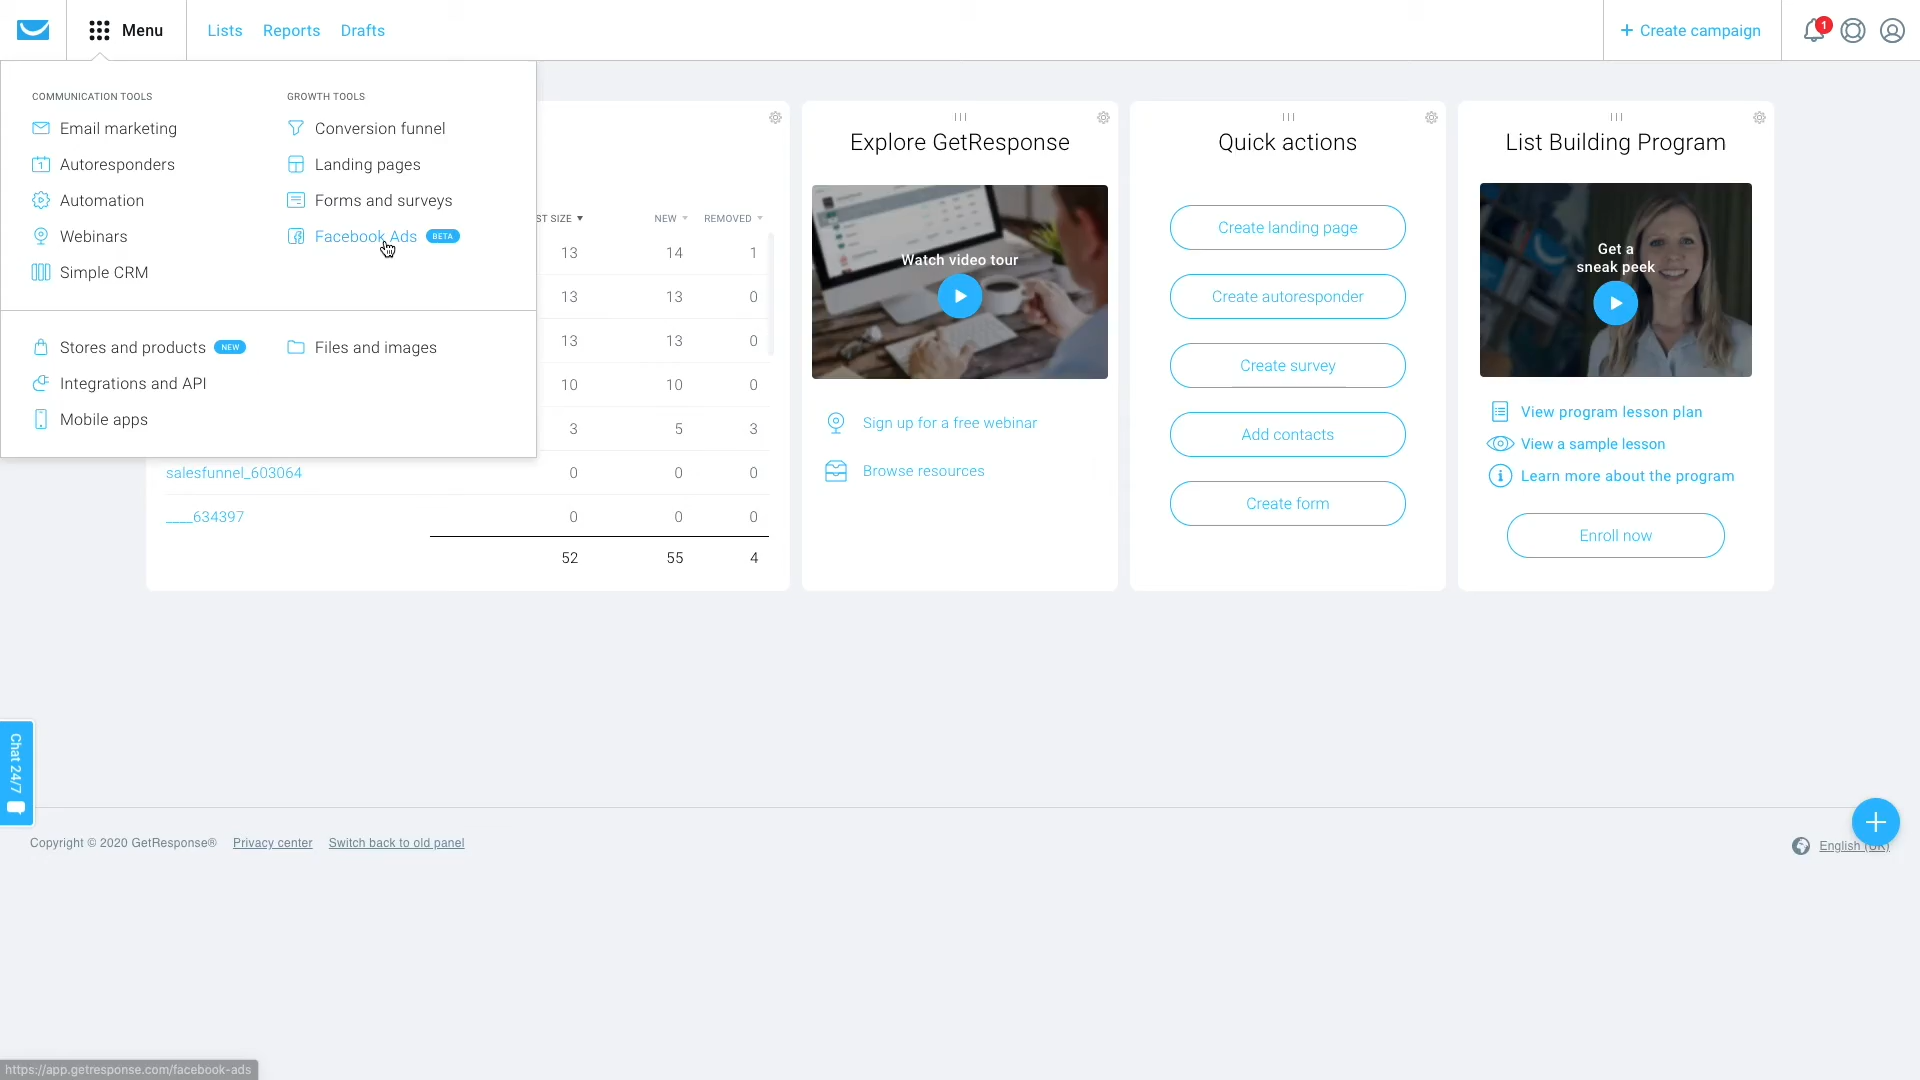 Menu
Lists
Reports
Drafts
+ Create campaign
1
COMMUNICATION TOOLS
Email marketing
Autoresponders
Automation
Webinars
Simple CRM
GROWTH TOOLS
Conversion funnel
Landing pages
Forms and surveys
Facebook Ads BETA
Stores and products NEW
Integrations and API
Mobile apps
Files and images
ST SIZE NEW REMOVED
13 14 1
13 13 0
13 13 0
10 10 0
3 5 3
salesfunnel_603064 0 0 0
____634397 0 0 0
52 55 4
Explore GetResponse
Watch video tour
Sign up for a free webinar
Browse resources
Quick actions
Create landing page
Create autoresponder
Create survey
Add contacts
Create form
List Building Program
Get a
sneak peek
View program lesson plan
View a sample lesson
Learn more about the program
Enroll now
Chat 24/7
Copyright © 2020 GetResponse®
Privacy center
Switch back to old panel
English (UK)
https://app.getresponse.com/facebook-ads